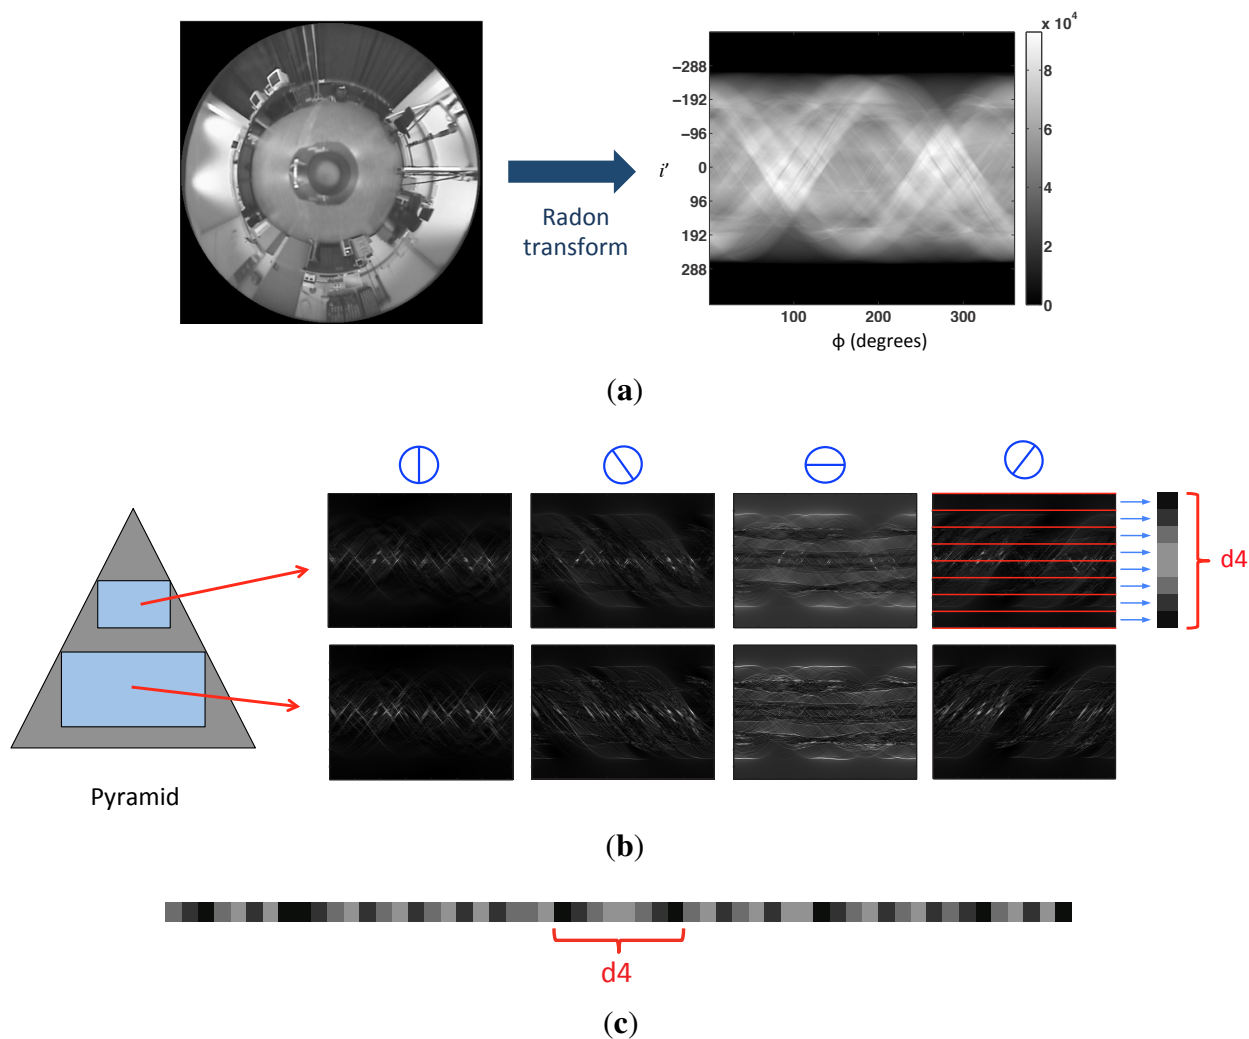 x 10⁴
−288
−192
−96
0
96
192
288
i'
8
6
4
2
0
100
200
300
ϕ (degrees)
Radon
transform
(a)
d4
Pyramid
(b)
d4
(c)